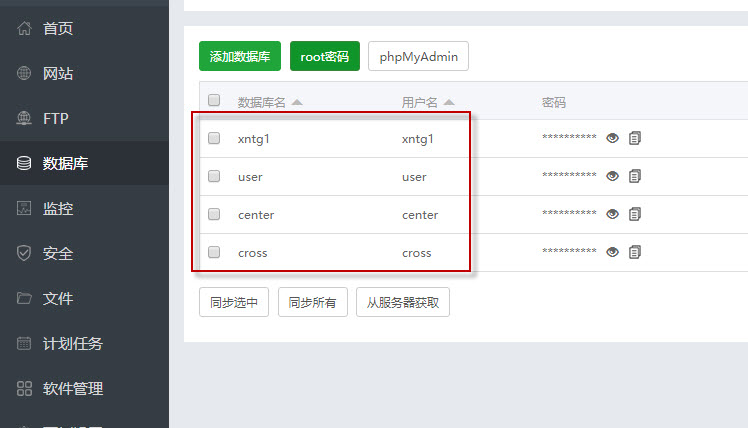 首页
网站
FTP
数据库
监控
安全
文件
计划任务
软件管理
添加数据库 root密码 phpMyAdmin
数据库名 用户名 密码
xntg1 xntg1 **********
user user **********
center center **********
cross cross **********
同步选中 同步所有 从服务器获取